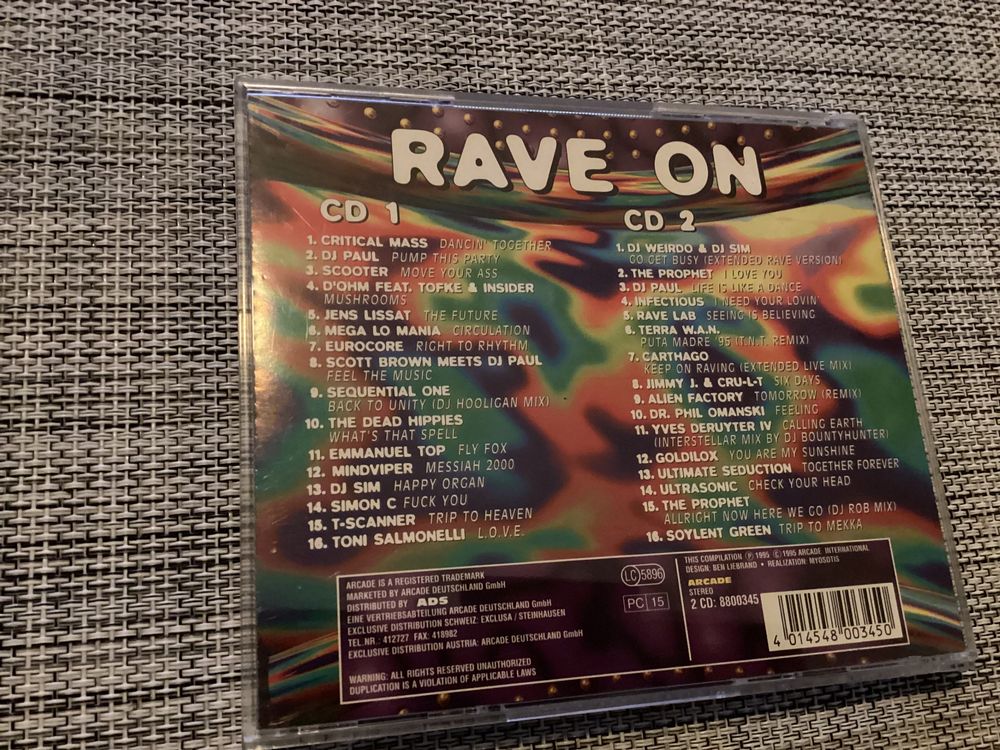 RAVE ON
CD 1
1. CRITICAL MASS DANCIN' TOGETHER
2. DJ PAUL PUMP THIS PARTY
3. SCOOTER MOVE YOUR ASS
4. D'OHM FEAT. TOFKE & INSIDER
MUSHROOMS
5. JENS LISSAT THE FUTURE
6. MEGA LO MANIA CIRCULATION
7. EUROCORE RIGHT TO RHYTHM
8. SCOTT BROWN MEETS DJ PAUL
FEEL THE MUSIC
9. SEQUENTIAL ONE
BACK TO UNITY (DJ HOOLIGAN MIX)
10. THE DEAD HIPPIES
WHAT'S THAT SPELL
11. EMMANUEL TOP FLY FOX
12. MINDVIPER MESSIAH 2000
13. DJ SIM HAPPY ORGAN
14. SIMON C FUCK YOU
15. T-SCANNER TRIP TO HEAVEN
16. TONI SALMONELLI L.O.V.E.
CD 2
1. DJ WEIRDO & DJ SIM
GO GET BUSY (EXTENDED RAVE VERSION)
2. THE PROPHET I LOVE YOU
3. DJ PAUL LIFE IS LIKE A DANCE
4. INFECTIOUS I NEED YOUR LOVIN'
5. RAVE LAB SEEING IS BELIEVING
6. TERRA W.A.N.
PUTA MADRE '95 (T.N.T. REMIX)
7. CARTHAGO
KEEP ON RAVING (EXTENDED LIVE MIX)
8. JIMMY J. & CRU-L-T SIX DAYS
9. ALIEN FACTORY TOMORROW (REMIX)
10. DR. PHIL OMANSKI FEELING
11. YVES DERUYTER IV CALLING EARTH
(INTERSTELLAR MIX BY DJ BOUNTYHUNTER)
12. GOLDILOX YOU ARE MY SUNSHINE
13. ULTIMATE SEDUCTION TOGETHER FOREVER
14. ULTRASONIC CHECK YOUR HEAD
15. THE PROPHET
ALLRIGHT NOW HERE WE GO (DJ ROB MIX)
16. SOYLENT GREEN TRIP TO MEKKA
ARCADE IS A REGISTERED TRADEMARK
MARKETED BY ARCADE DEUTSCHLAND GmbH
DISTRIBUTED BY ADS
EINE VERTRIEBSABTEILUNG ARCADE DEUTSCHLAND GmbH
EXCLUSIVE DISTRIBUTION SCHWEIZ: EXCLUSA / STEINHAUSEN
TEL.NR.: 412727 FAX: 418982
EXCLUSIVE DISTRIBUTION AUSTRIA: ARCADE DEUTSCHLAND GmbH
WARNING: ALL RIGHTS RESERVED UNAUTHORIZED
DUPLICATION IS A VIOLATION OF APPLICABLE LAWS
LC 5896
PC 15
THIS COMPILATION Ⓟ 1995 © 1995 ARCADE INTERNATIONAL
DESIGN: BEN LIEBRAND • REALIZATION: MYOSOTIS
ARCADE
STEREO
2 CD: 8800345
4 014548 003450